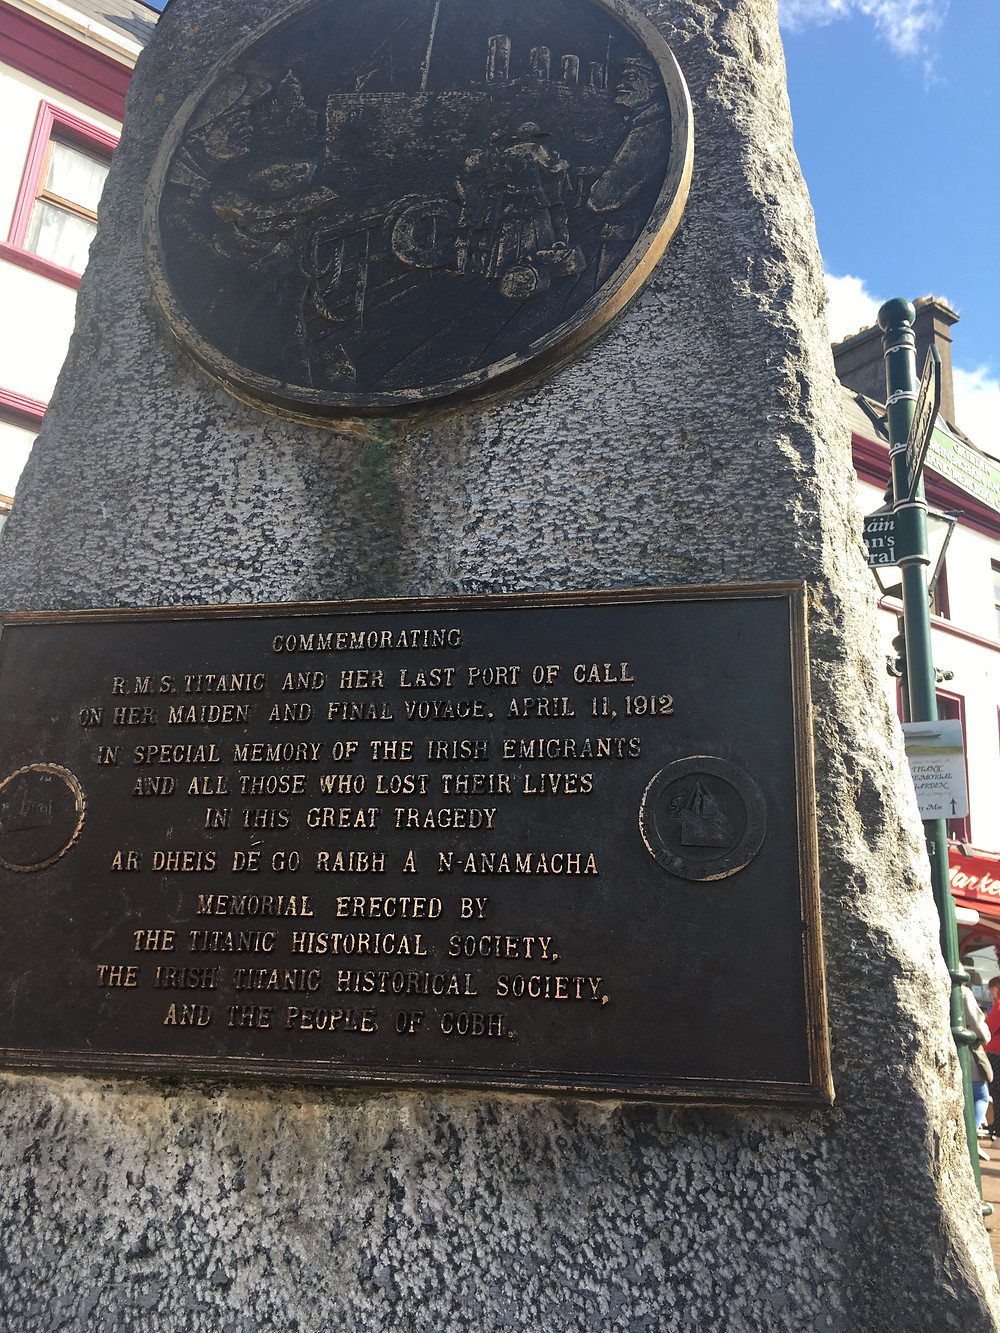 COMMEMORATING
R.M.S. TITANIC AND HER LAST PORT OF CALL
ON HER MAIDEN AND FINAL VOYAGE. APRIL 11, 1912
IN SPECIAL MEMORY OF THE IRISH EMIGRANTS
AND ALL THOSE WHO LOST THEIR LIVES
IN THIS GREAT TRAGEDY
AR DHEIS DÉ GO RAIBH A N-ANAMACHA
MEMORIAL ERECTED BY
THE TITANIC HISTORICAL SOCIETY,
THE IRISH TITANIC HISTORICAL SOCIETY,
AND THE PEOPLE OF COBH.
TITANIC
MEMORIAL
GARDEN